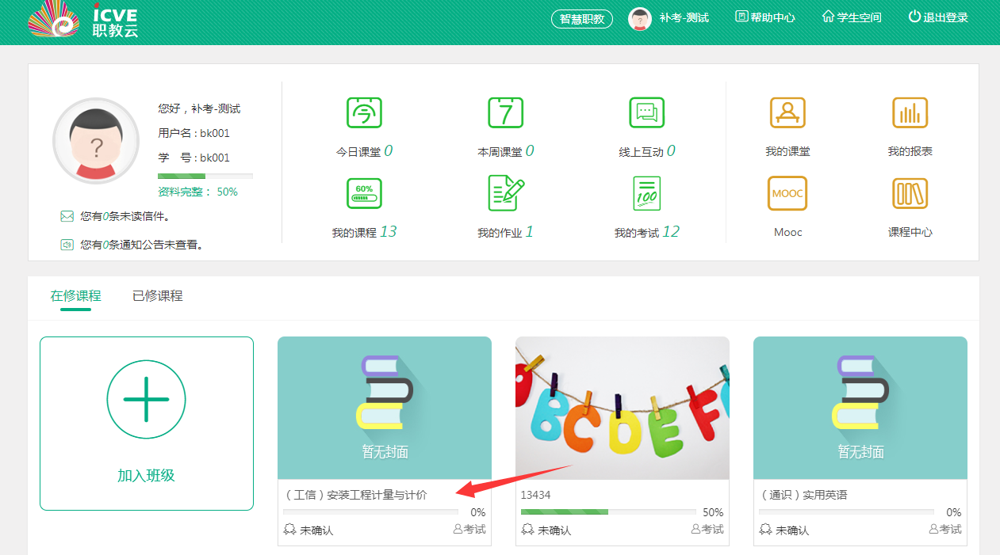 iCVE
职教云
智慧职教
补考-测试
帮助中心
学生空间
退出登录
您好，补考-测试
用户名 : bk001
学 号 : bk001
资料完整： 50%
您有0条未读信件。
您有0条通知公告未查看。
今
今日课堂 0
7
本周课堂 0
线上互动 0
我的课堂
我的报表
60%
我的课程 13
我的作业 1
100
我的考试 12
MOOC
Mooc
课程中心
在修课程
已修课程
加入班级
暂无封面
（工信）安装工程计量与计价
0%
未确认
考试
B C D E F
13434
50%
未确认
考试
暂无封面
（通识）实用英语
0%
未确认
考试